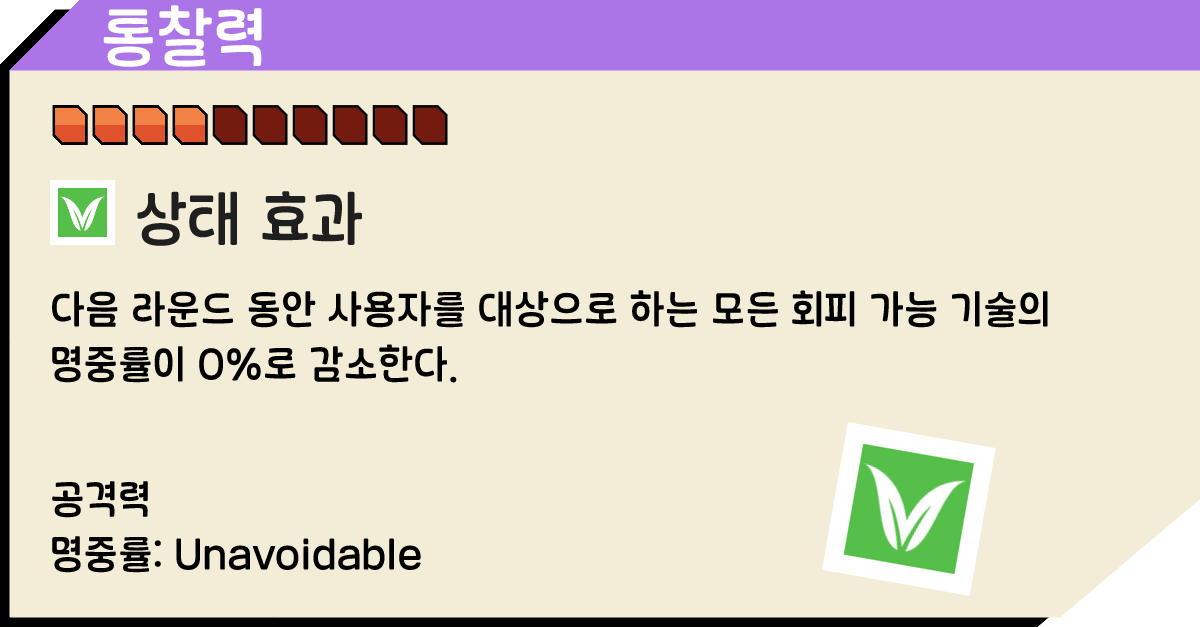 통찰력
상태 효과
다음 라운드 동안 사용자를 대상으로 하는 모든 회피 가능 기술의
명중률이 0%로 감소한다.
공격력
명중률: Unavoidable